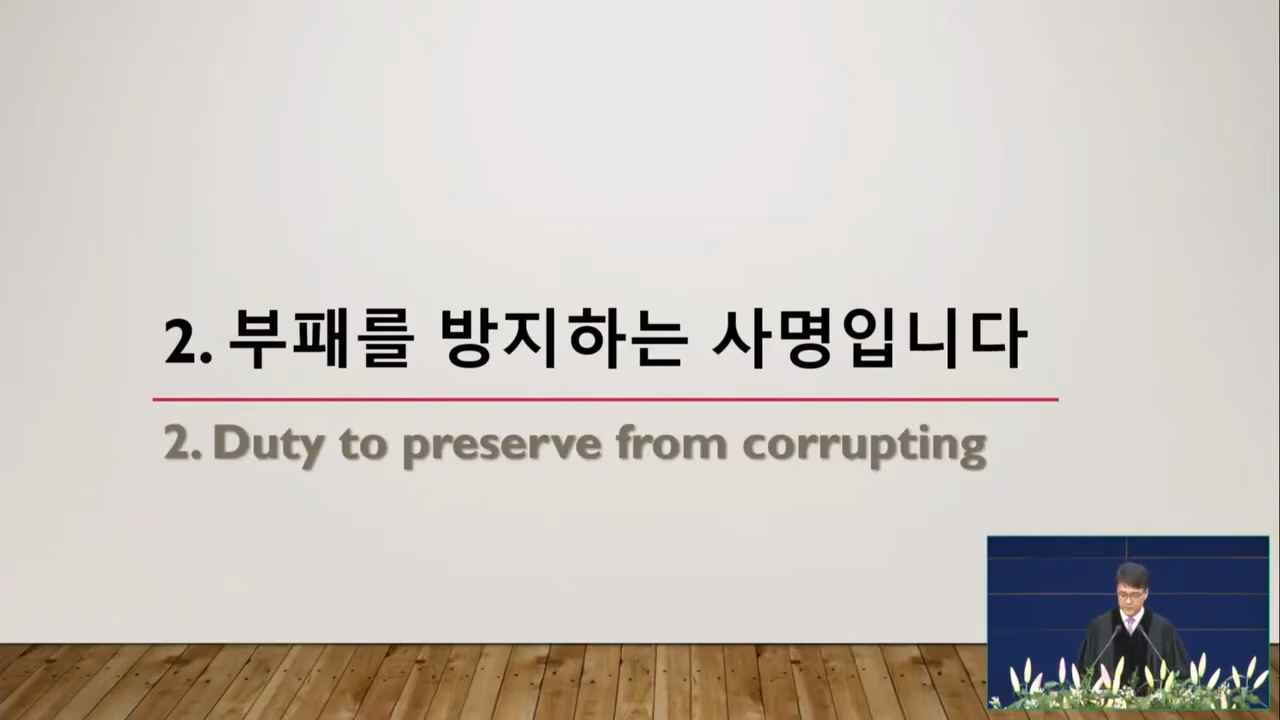 2. 부패를 방지하는 사명입니다
2. Duty to preserve from corrupting